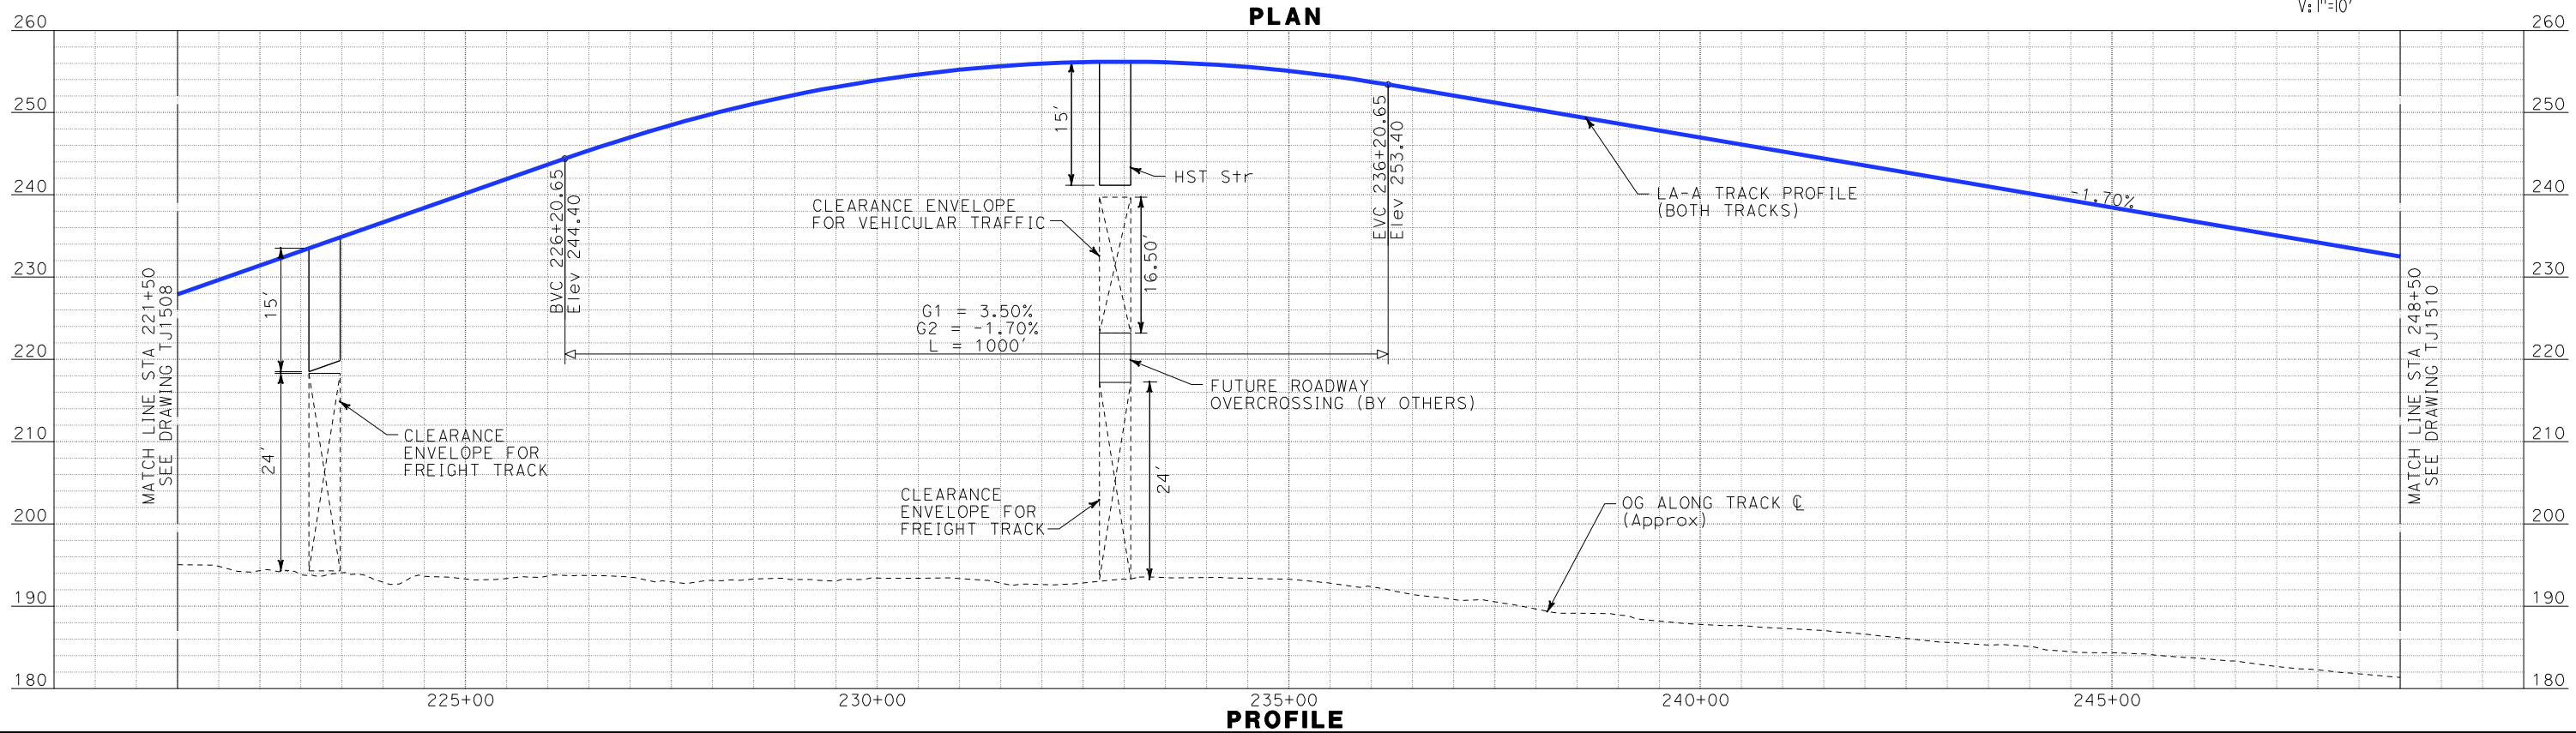 PLAN
V: 1"=10'
260
250
240
230
220
210
200
190
180
260
250
240
230
220
210
200
190
180
MATCH LINE STA 221+50
SEE DRAWING TJ1508
15'
24'
CLEARANCE
ENVELOPE FOR
FREIGHT TRACK
BVC 226+20.65
Elev 244.40
CLEARANCE ENVELOPE
FOR VEHICULAR TRAFFIC
G1 = 3.50%
G2 = -1.70%
L = 1000'
15'
HST Str
16.50'
FUTURE ROADWAY
OVERCROSSING (BY OTHERS)
24'
CLEARANCE
ENVELOPE FOR
FREIGHT TRACK
EVC 236+20.65
Elev 253.40
LA-A TRACK PROFILE
(BOTH TRACKS)
-1.70%
OG ALONG TRACK ℄
(Approx)
MATCH LINE STA 248+50
SEE DRAWING TJ1510
225+00
230+00
235+00
240+00
245+00
PROFILE